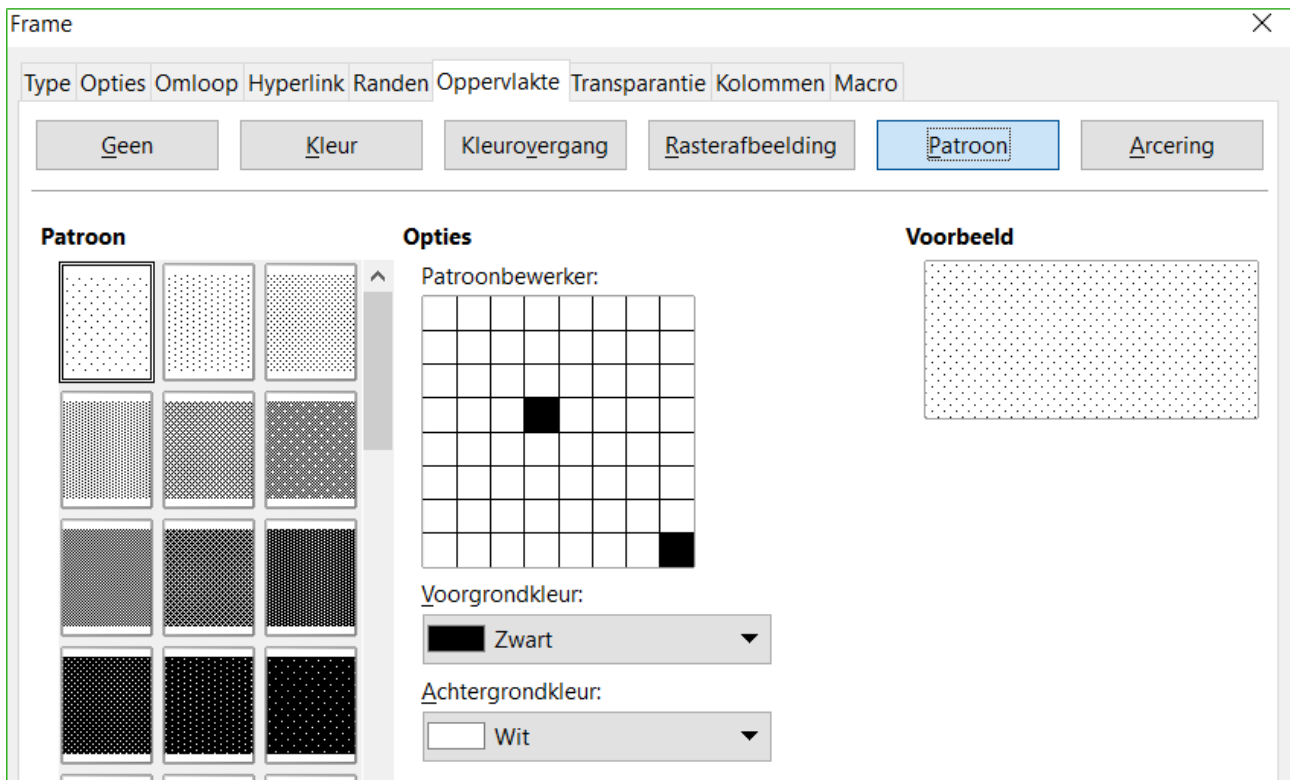 Frame
Type Opties Omloop Hyperlink Randen Oppervlakte Transparantie Kolommen Macro
Geen Kleur Kleurovergang Rasterafbeelding Patroon Arcering
Patroon Opties Voorbeeld
Patroonbewerker:
Voorgrondkleur:
Zwart
Achtergrondkleur:
Wit